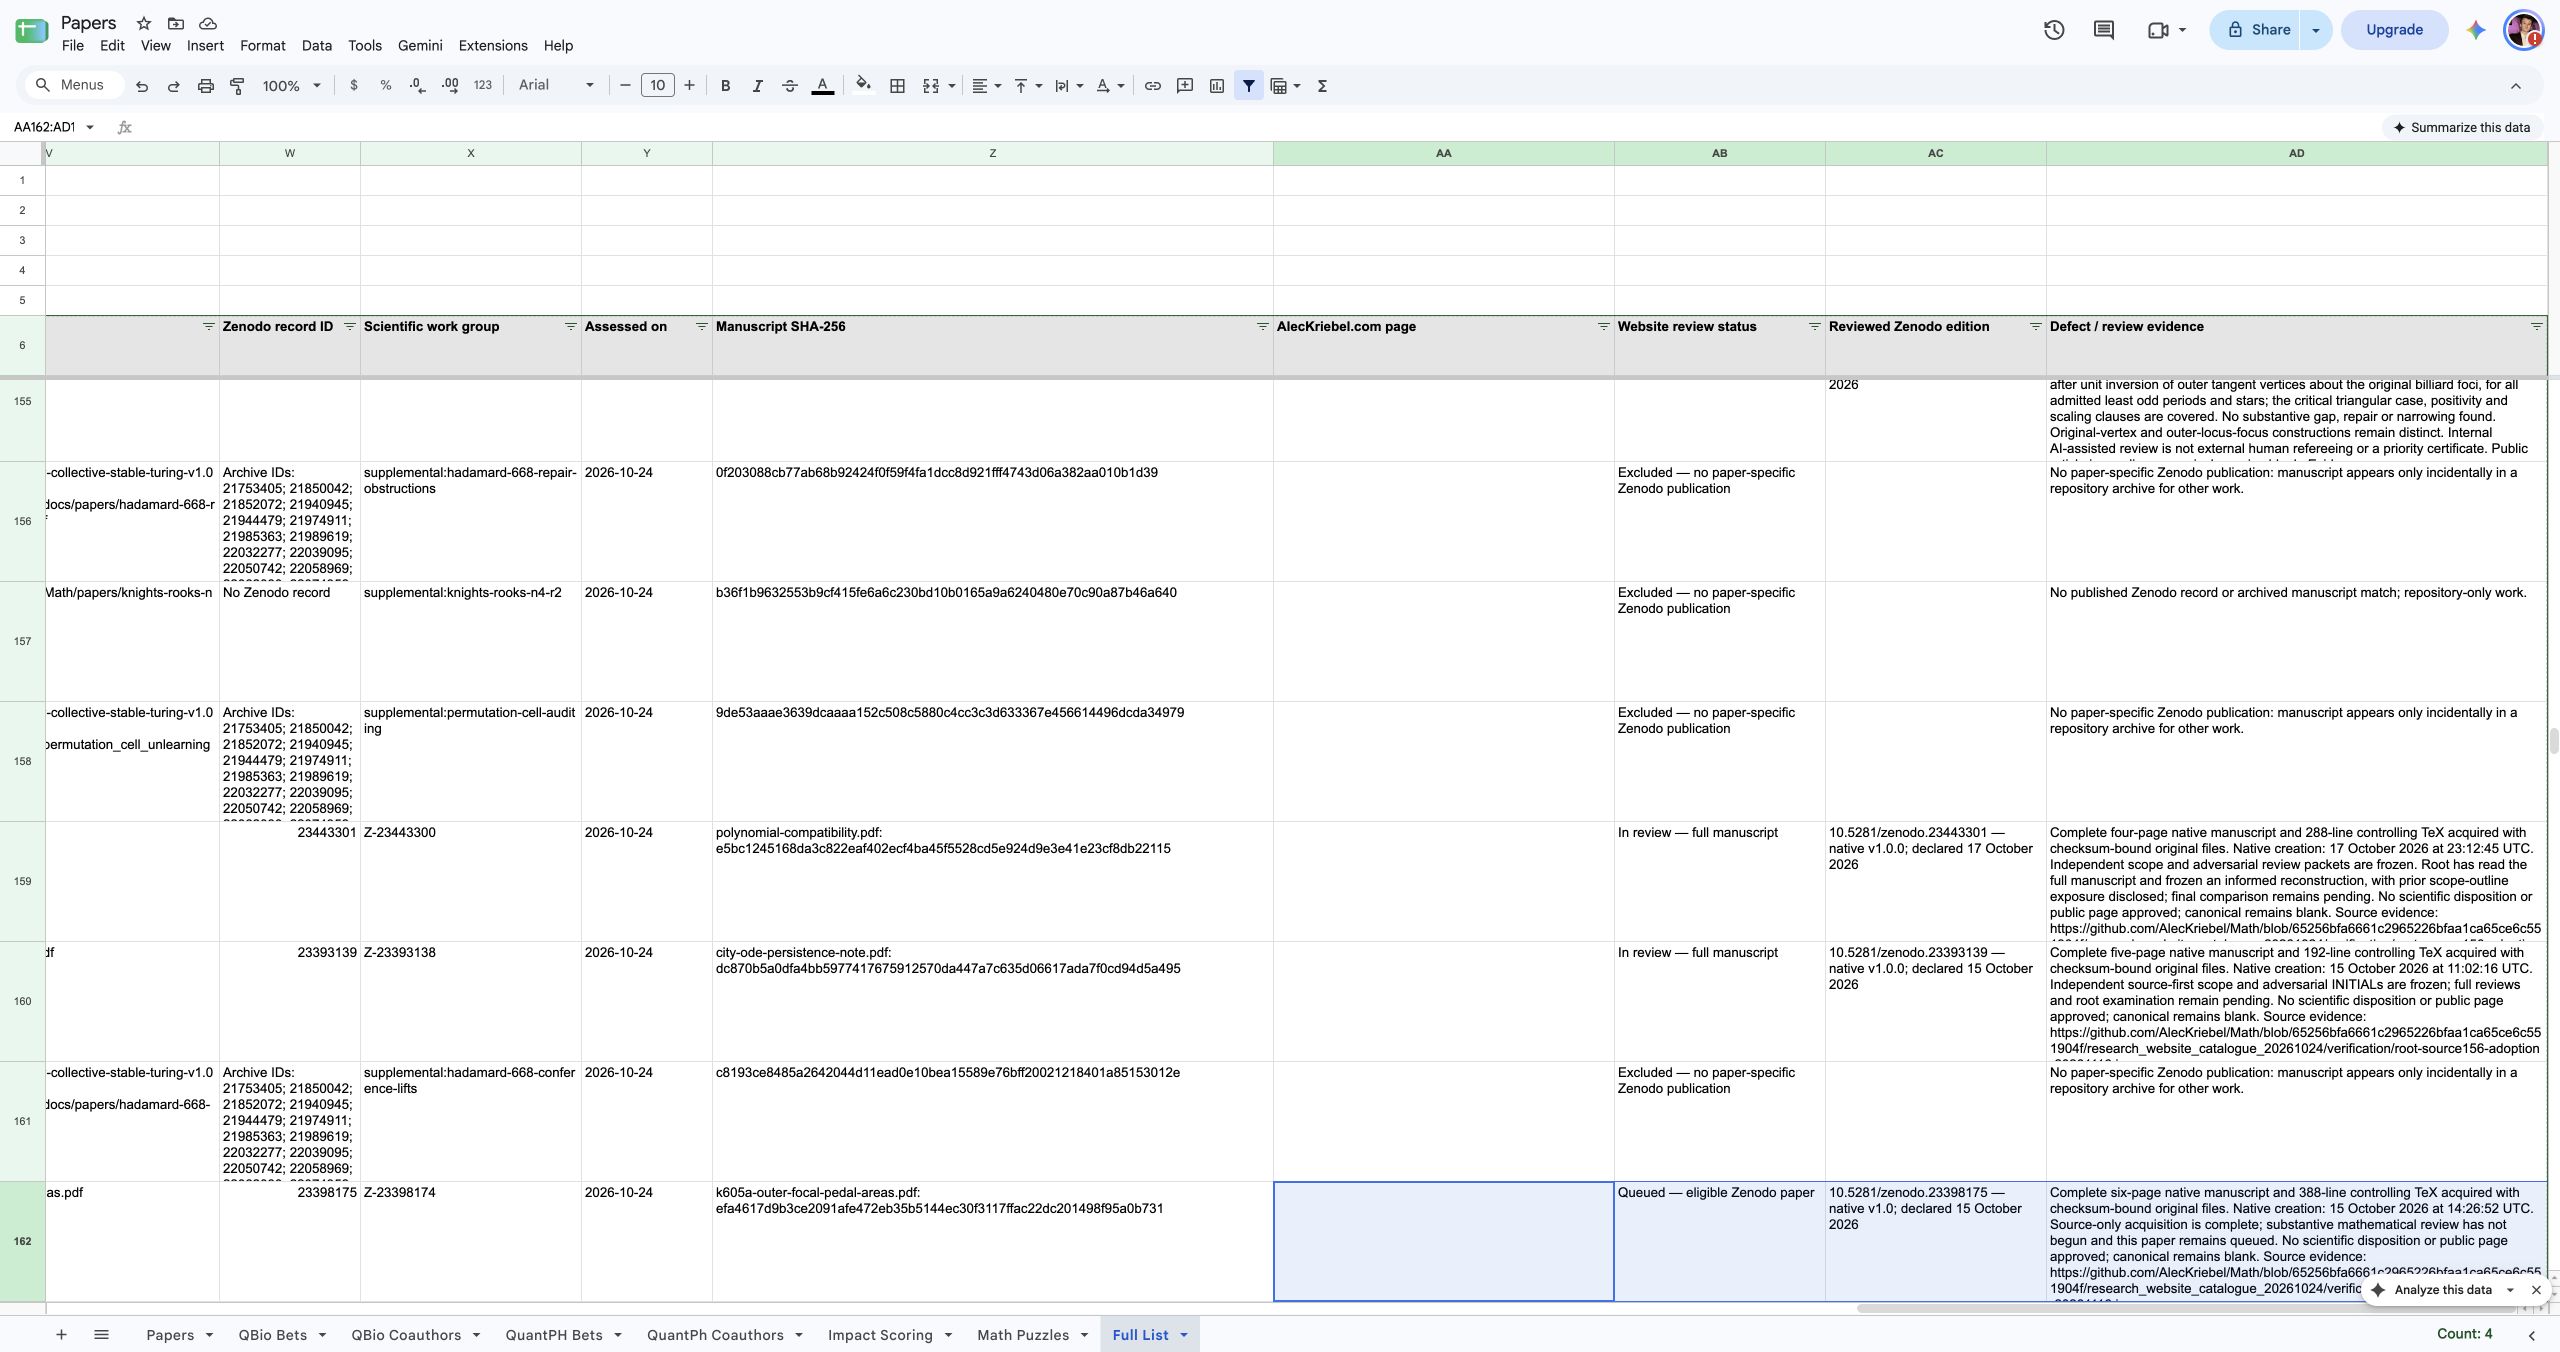 Papers
File Edit View Insert Format Data Tools Gemini Extensions Help
Share
Upgrade
Menus
100%
$ % .0 .00 123
Arial
10
AA162:AD1
fx
Summarize this data
V W X Y Z AA AB AC AD
1
2
3
4
5
6
Zenodo record ID
Scientific work group
Assessed on
Manuscript SHA-256
AlecKriebel.com page
Website review status
Reviewed Zenodo edition
Defect / review evidence
155
2026
after unit inversion of outer tangent vertices about the original billiard foci, for all
admitted least odd periods and stars; the critical triangular case, positivity and
scaling clauses are covered. No substantive gap, repair or narrowing found.
Original-vertex and outer-locus-focus constructions remain distinct. Internal
AI-assisted review is not external human refereeing or a priority certificate. Public
156
-collective-stable-turing-v1.0
docs/papers/hadamard-668-r
Archive IDs:
21753405; 21850042;
21852072; 21940945;
21944479; 21974911;
21985363; 21989619;
22032277; 22039095;
22050742; 22058969;
supplemental:hadamard-668-repair-
obstructions
2026-10-24
0f203088cb77ab68b92424f0f59f4fa1dcc8d921fff4743d06a382aa010b1d39
Excluded — no paper-specific
Zenodo publication
No paper-specific Zenodo publication: manuscript appears only incidentally in a
repository archive for other work.
157
Math/papers/knights-rooks-n
No Zenodo record
supplemental:knights-rooks-n4-r2
2026-10-24
b36f1b9632553b9cf415fe6a6c230bd10b0165a9a6240480e70c90a87b46a640
Excluded — no paper-specific
Zenodo publication
No published Zenodo record or archived manuscript match; repository-only work.
158
-collective-stable-turing-v1.0
permutation_cell_unlearning
Archive IDs:
21753405; 21850042;
21852072; 21940945;
21944479; 21974911;
21985363; 21989619;
22032277; 22039095;
22050742; 22058969;
supplemental:permutation-cell-audit
ing
2026-10-24
9de53aaae3639dcaaaa152c508c5880c4cc3c3d633367e456614496dcda34979
Excluded — no paper-specific
Zenodo publication
No paper-specific Zenodo publication: manuscript appears only incidentally in a
repository archive for other work.
159
23443301
Z-23443300
2026-10-24
polynomial-compatibility.pdf:
e5bc1245168da3c822eaf402ecf4ba45f5528cd5e924d9e3e41e23cf8db22115
In review — full manuscript
10.5281/zenodo.23443301 —
native v1.0.0; declared 17 October
2026
Complete four-page native manuscript and 288-line controlling TeX acquired with
checksum-bound original files. Native creation: 17 October 2026 at 23:12:45 UTC.
Independent scope and adversarial review packets are frozen. Root has read the
full manuscript and frozen an informed reconstruction, with prior scope-outline
exposure disclosed; final comparison remains pending. No scientific disposition or
public page approved; canonical remains blank. Source evidence:
https://github.com/AlecKriebel/Math/blob/65256bfa6661c2965226bfaa1ca65ce6c55
160
df
23393139
Z-23393138
2026-10-24
city-ode-persistence-note.pdf:
dc870b5a0dfa4bb5977417675912570da447a7c635d06617ada7f0cd94d5a495
In review — full manuscript
10.5281/zenodo.23393139 —
native v1.0.0; declared 15 October
2026
Complete five-page native manuscript and 192-line controlling TeX acquired with
checksum-bound original files. Native creation: 15 October 2026 at 11:02:16 UTC.
Independent source-first scope and adversarial INITIALs are frozen; full reviews
and root examination remain pending. No scientific disposition or public page
approved; canonical remains blank. Source evidence:
https://github.com/AlecKriebel/Math/blob/65256bfa6661c2965226bfaa1ca65ce6c55
1904f/research_website_catalogue_20261024/verification/root-source156-adoption
161
-collective-stable-turing-v1.0
docs/papers/hadamard-668-
Archive IDs:
21753405; 21850042;
21852072; 21940945;
21944479; 21974911;
21985363; 21989619;
22032277; 22039095;
22050742; 22058969;
supplemental:hadamard-668-confer
ence-lifts
2026-10-24
c8193ce8485a2642044d11ead0e10bea15589e76bff20021218401a85153012e
Excluded — no paper-specific
Zenodo publication
No paper-specific Zenodo publication: manuscript appears only incidentally in a
repository archive for other work.
162
as.pdf
23398175
Z-23398174
2026-10-24
k605a-outer-focal-pedal-areas.pdf:
efa4617d9b3ce2091afe472eb35b5144ec30f3117ffac22dc201498f95a0b731
Queued — eligible Zenodo paper
10.5281/zenodo.23398175 —
native v1.0; declared 15 October
2026
Complete six-page native manuscript and 388-line controlling TeX acquired with
checksum-bound original files. Native creation: 15 October 2026 at 14:26:52 UTC.
Source-only acquisition is complete; substantive mathematical review has not
begun and this paper remains queued. No scientific disposition or public page
approved; canonical remains blank. Source evidence:
https://github.com/AlecKriebel/Math/blob/65256bfa6661c2965226bfaa1ca65ce6c55
1904f/research_website_catalogue_20261024/verific
Analyze this data
Papers QBio Bets QBio Coauthors QuantPH Bets QuantPh Coauthors Impact Scoring Math Puzzles Full List
Count: 4